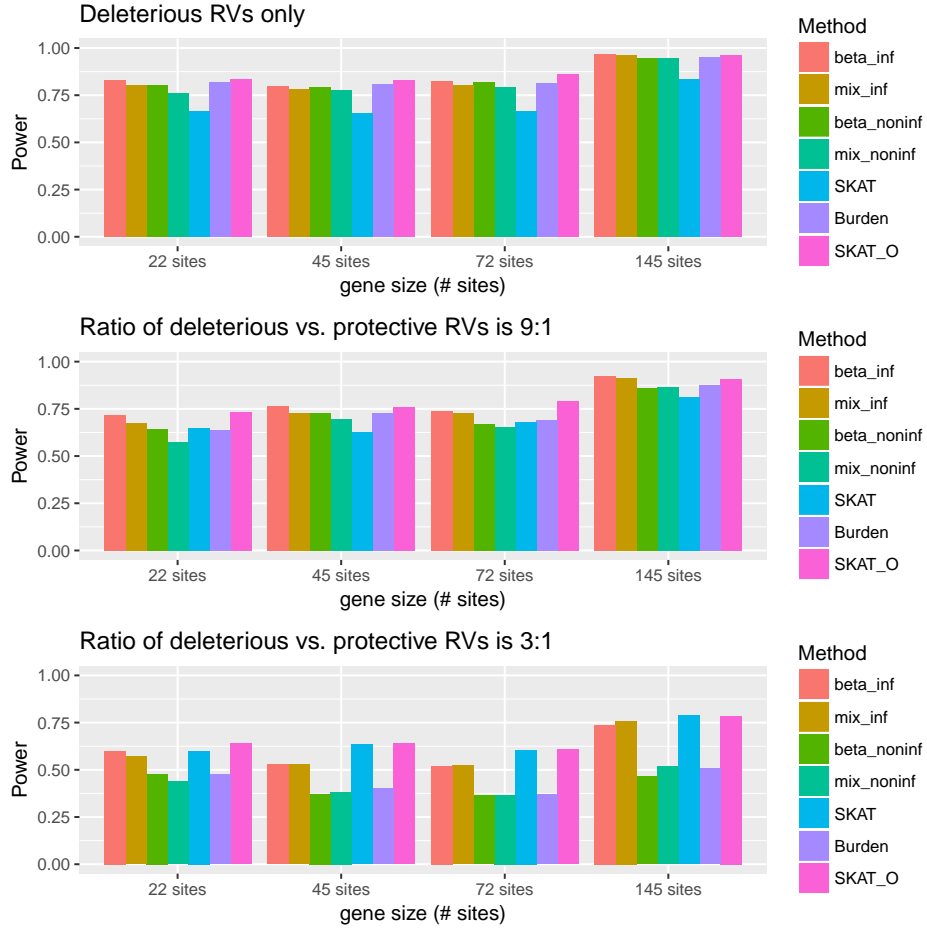 Deleterious RVs only
Power
1.00
0.75
0.50
0.25
0.00
22 sites
45 sites
72 sites
145 sites
gene size (# sites)
Method
beta_inf
mix_inf
beta_noninf
mix_noninf
SKAT
Burden
SKAT_O
Ratio of deleterious vs. protective RVs is 9:1
Power
1.00
0.75
0.50
0.25
0.00
22 sites
45 sites
72 sites
145 sites
gene size (# sites)
Method
beta_inf
mix_inf
beta_noninf
mix_noninf
SKAT
Burden
SKAT_O
Ratio of deleterious vs. protective RVs is 3:1
Power
1.00
0.75
0.50
0.25
0.00
22 sites
45 sites
72 sites
145 sites
gene size (# sites)
Method
beta_inf
mix_inf
beta_noninf
mix_noninf
SKAT
Burden
SKAT_O